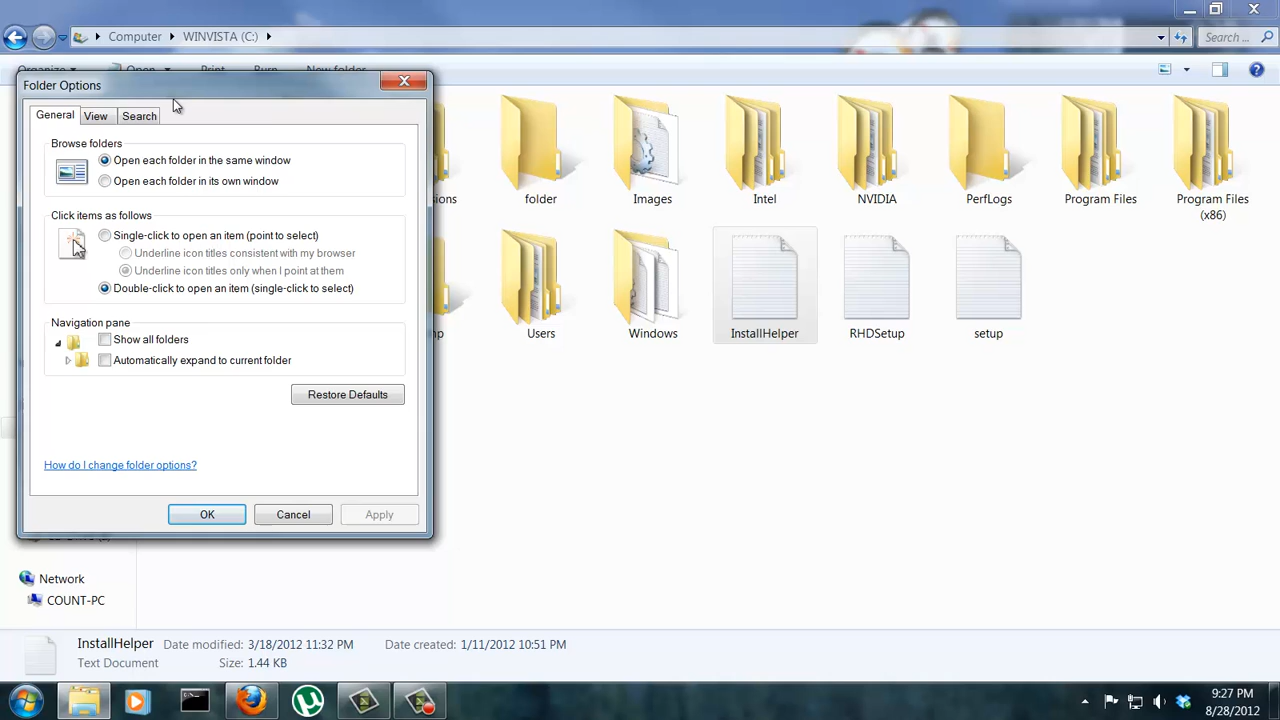 Computer WINVISTA (C:) Search ...
Organize Open Print Burn New folder
Folder Options
General View Search
Browse folders
Open each folder in the same window
Open each folder in its own window
Click items as follows
Single-click to open an item (point to select)
Underline icon titles consistent with my browser
Underline icon titles only when I point at them
Double-click to open an item (single-click to select)
Navigation pane
Show all folders
Automatically expand to current folder
Restore Defaults
How do I change folder options?
OK Cancel Apply
folder Images Intel NVIDIA PerfLogs Program Files Program Files
(x86)
Users Windows InstallHelper RHDSetup setup
Network
COUNT-PC
InstallHelper Date modified: 3/18/2012 11:32 PM Date created: 1/11/2012 10:51 PM
Text Document Size: 1.44 KB
9:27 PM
8/28/2012